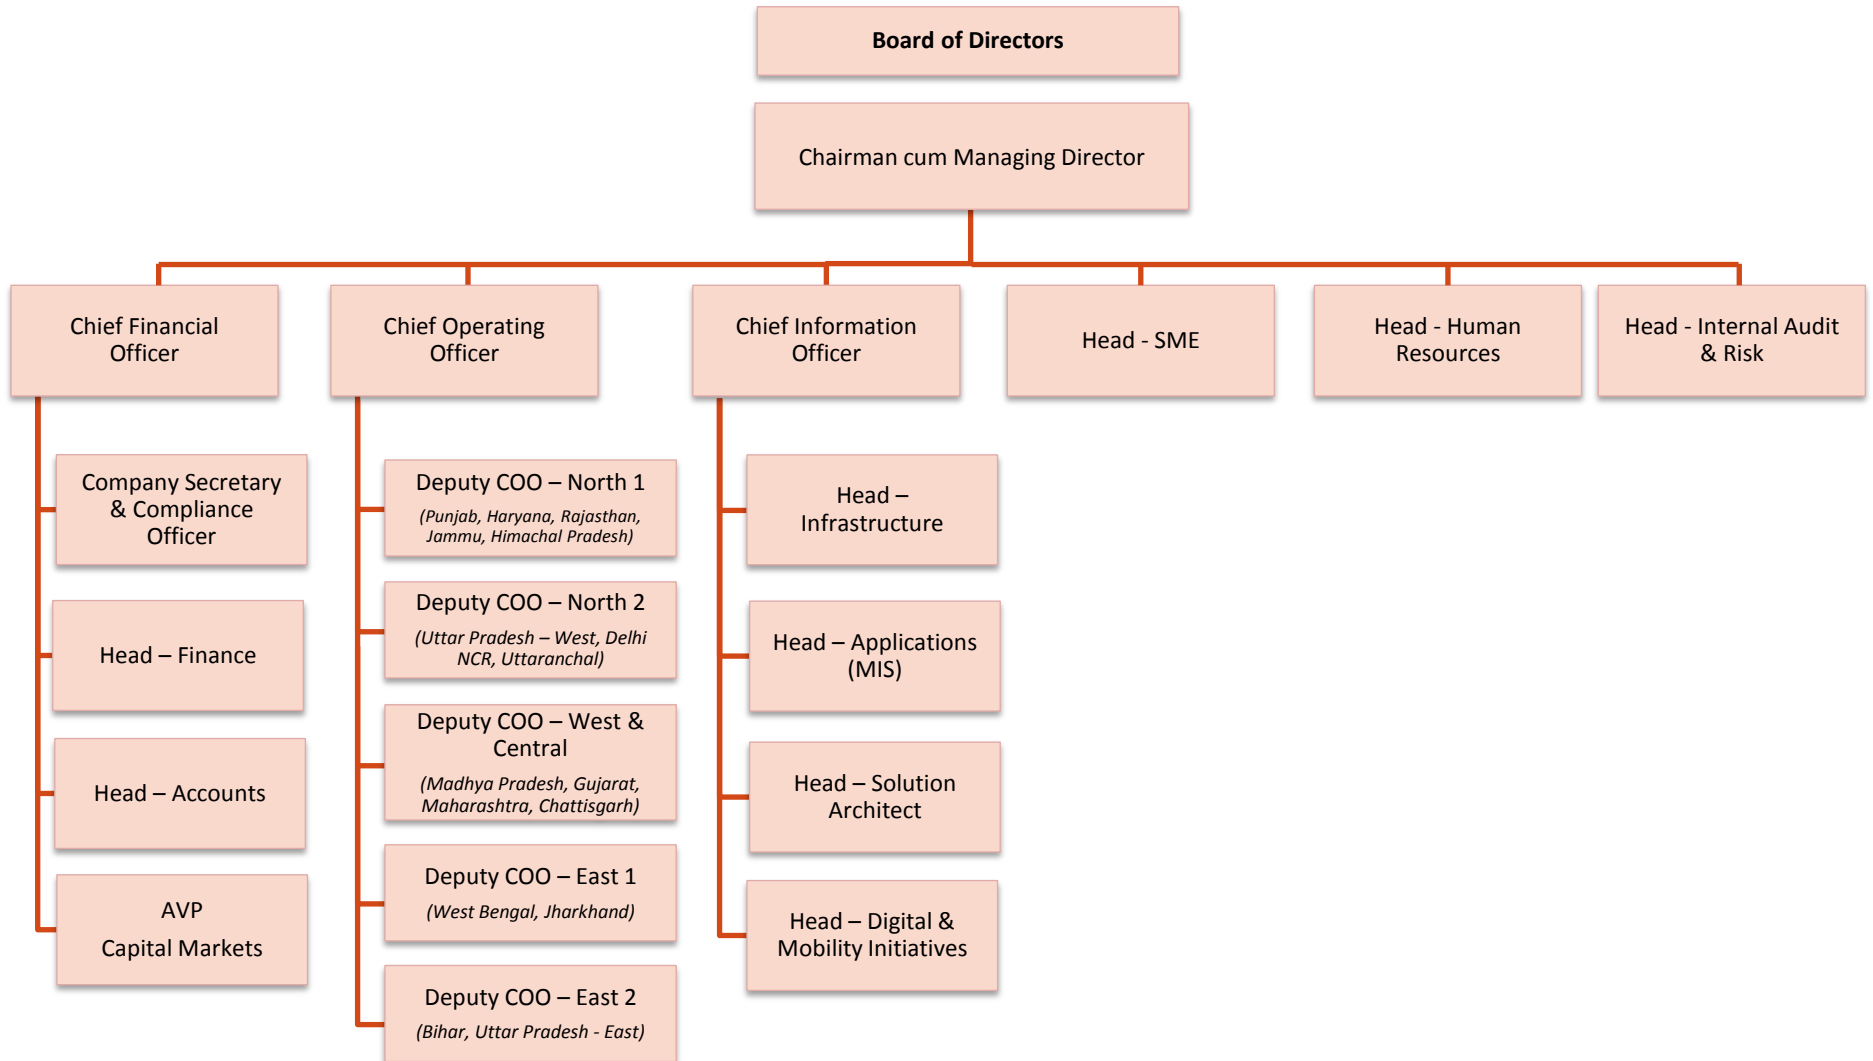 Board of Directors
Chairman cum Managing Director
Chief Financial
Officer
Chief Operating
Officer
Chief Information
Officer
Head - SME
Head - Human
Resources
Head - Internal Audit
& Risk
Company Secretary
& Compliance
Officer
Head – Finance
Head – Accounts
AVP
Capital Markets
Deputy COO – North 1
(Punjab, Haryana, Rajasthan,
Jammu, Himachal Pradesh)
Deputy COO – North 2
(Uttar Pradesh – West, Delhi
NCR, Uttaranchal)
Deputy COO – West &
Central
(Madhya Pradesh, Gujarat,
Maharashtra, Chattisgarh)
Deputy COO – East 1
(West Bengal, Jharkhand)
Deputy COO – East 2
(Bihar, Uttar Pradesh - East)
Head –
Infrastructure
Head – Applications
(MIS)
Head – Solution
Architect
Head – Digital &
Mobility Initiatives